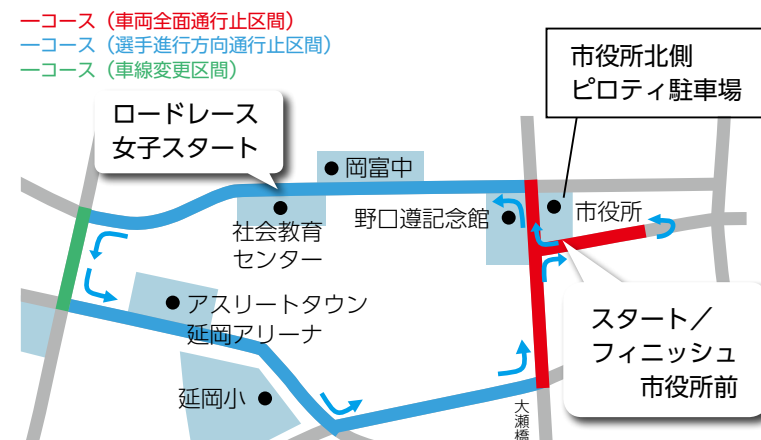 ーコース（車両全面通行止区間）
ーコース（選手進行方向通行止区間）
ーコース（車線変更区間）
市役所北側
ピロティ駐車場
ロードレース
女子スタート
岡富中
社会教育
センター
野口遵記念館
市役所
アスリートタウン
延岡アリーナ
スタート／
フィニッシュ
市役所前
延岡小
大瀬橋